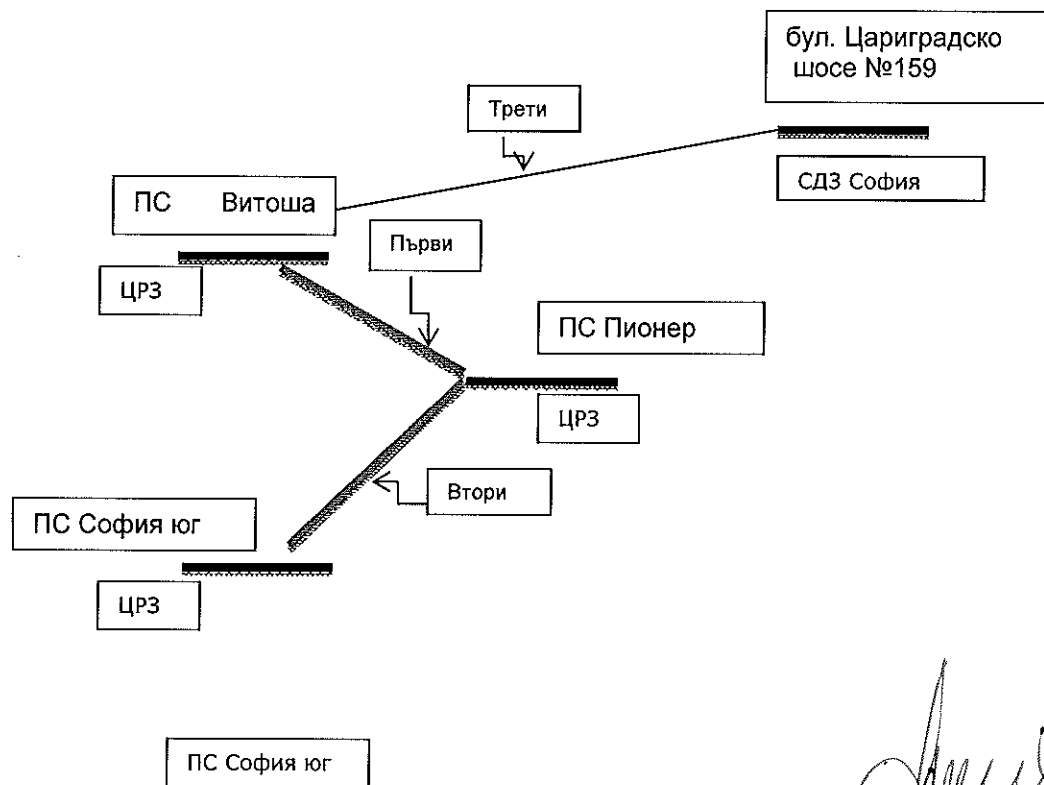 бул. Цариградско
шосе №159
Трети
СДЗ София
ПС Витоша
Първи
ЦРЗ
ПС Пионер
ЦРЗ
Втори
ПС София юг
ЦРЗ
ПС София юг